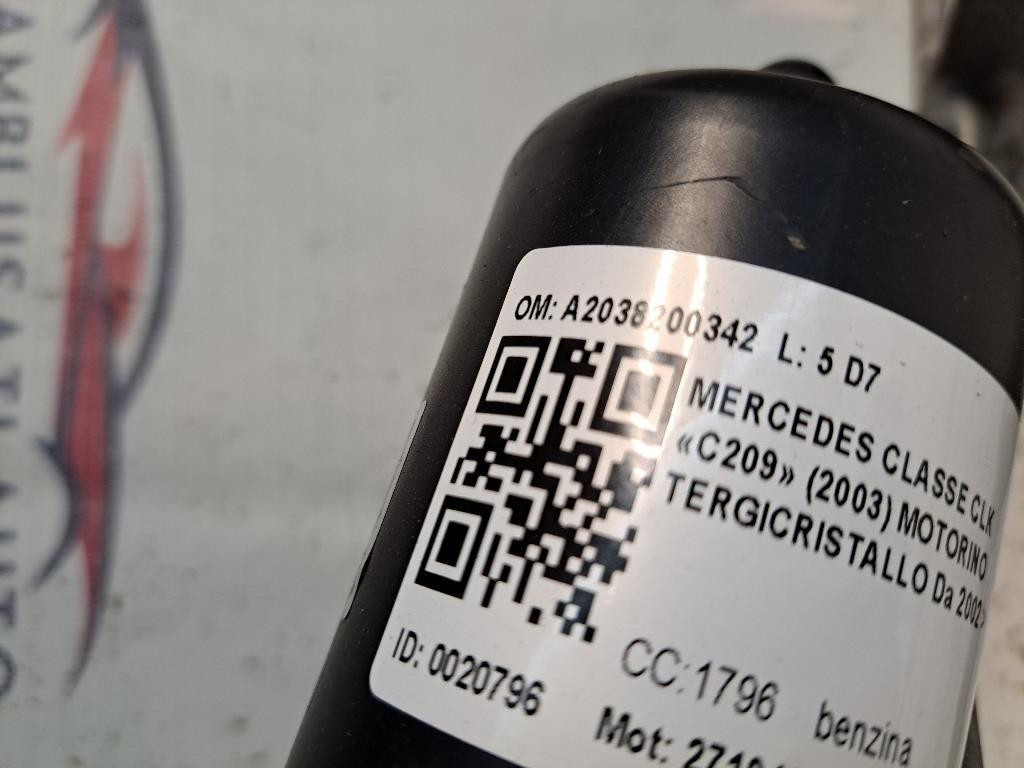 OM: A2038200342 L: 5 D7
MERCEDES CLASSE CLK
«C209» (2003) MOTORINO
TERGICRISTALLO Da 2002>
ID: 0020796
CC:1796 benzina
Mot: